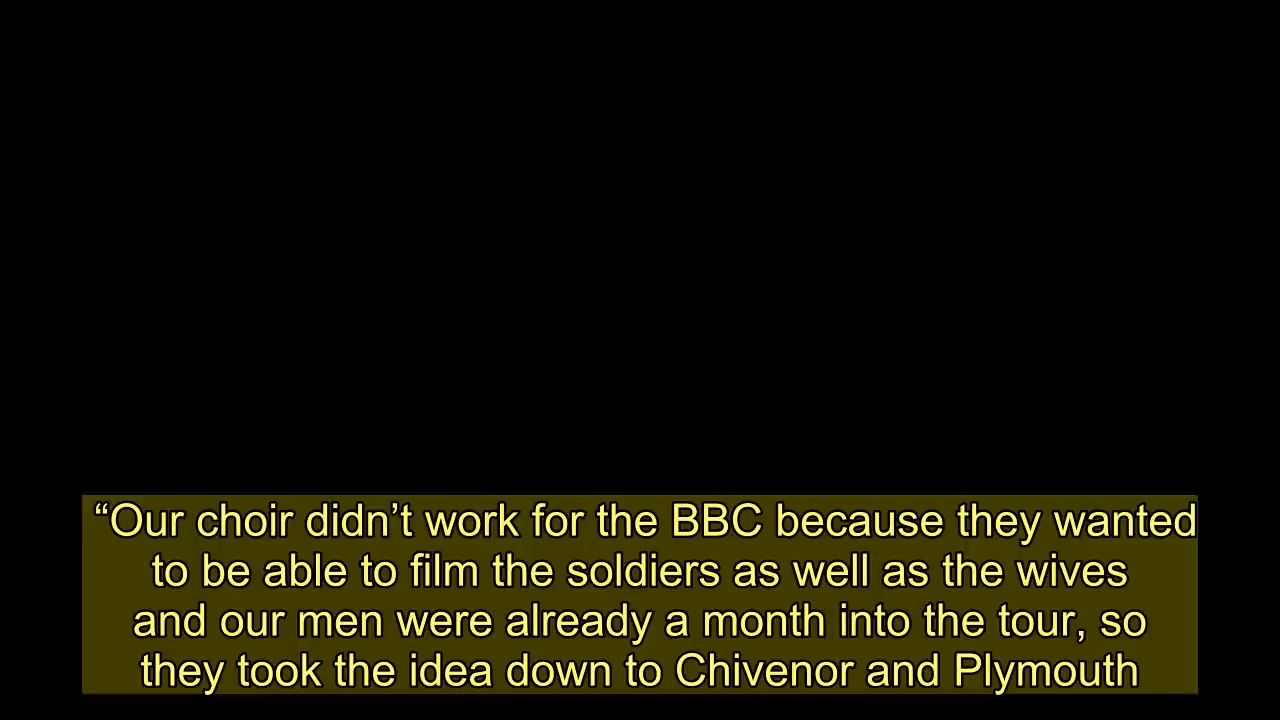 “Our choir didn’t work for the BBC because they wanted
to be able to film the soldiers as well as the wives
and our men were already a month into the tour, so
they took the idea down to Chivenor and Plymouth